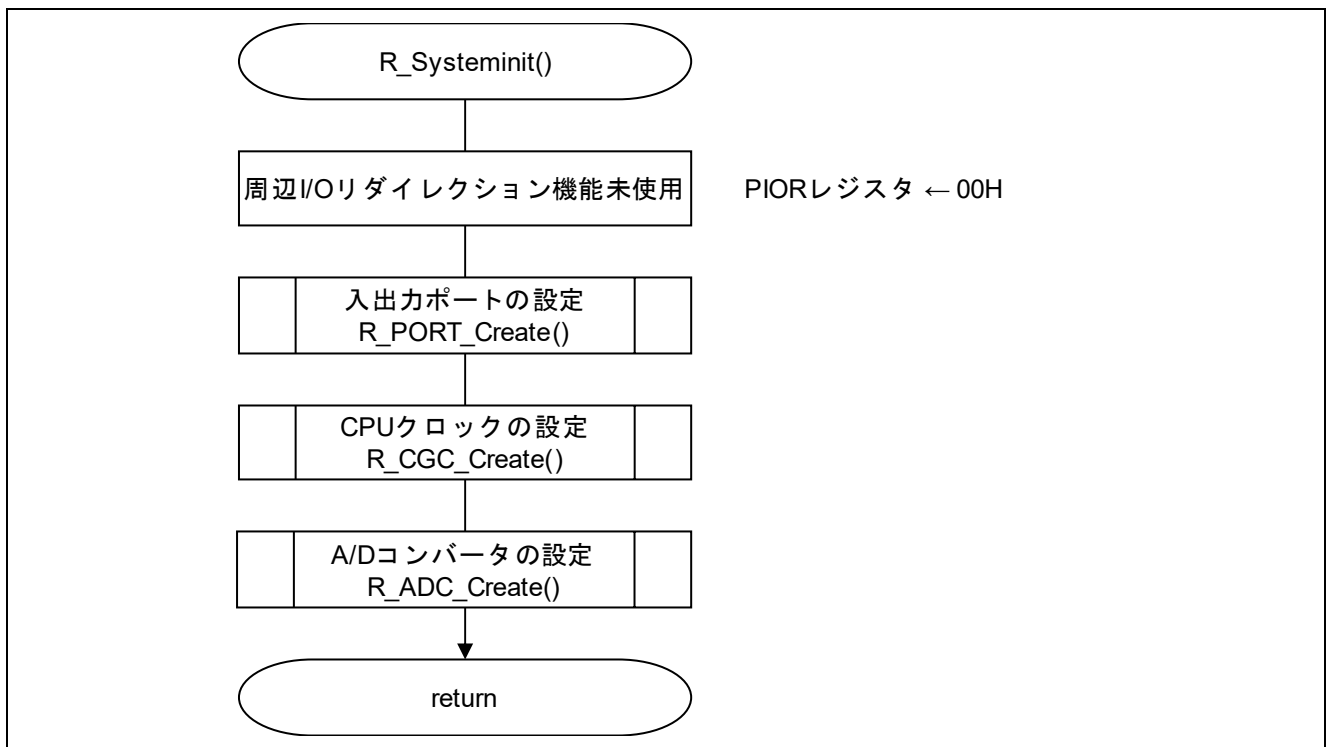 R_Systeminit()
周辺I/Oリダイレクション機能未使用
PIORレジスタ ← 00H
入出力ポートの設定
R_PORT_Create()
CPUクロックの設定
R_CGC_Create()
A/Dコンバータの設定
R_ADC_Create()
return